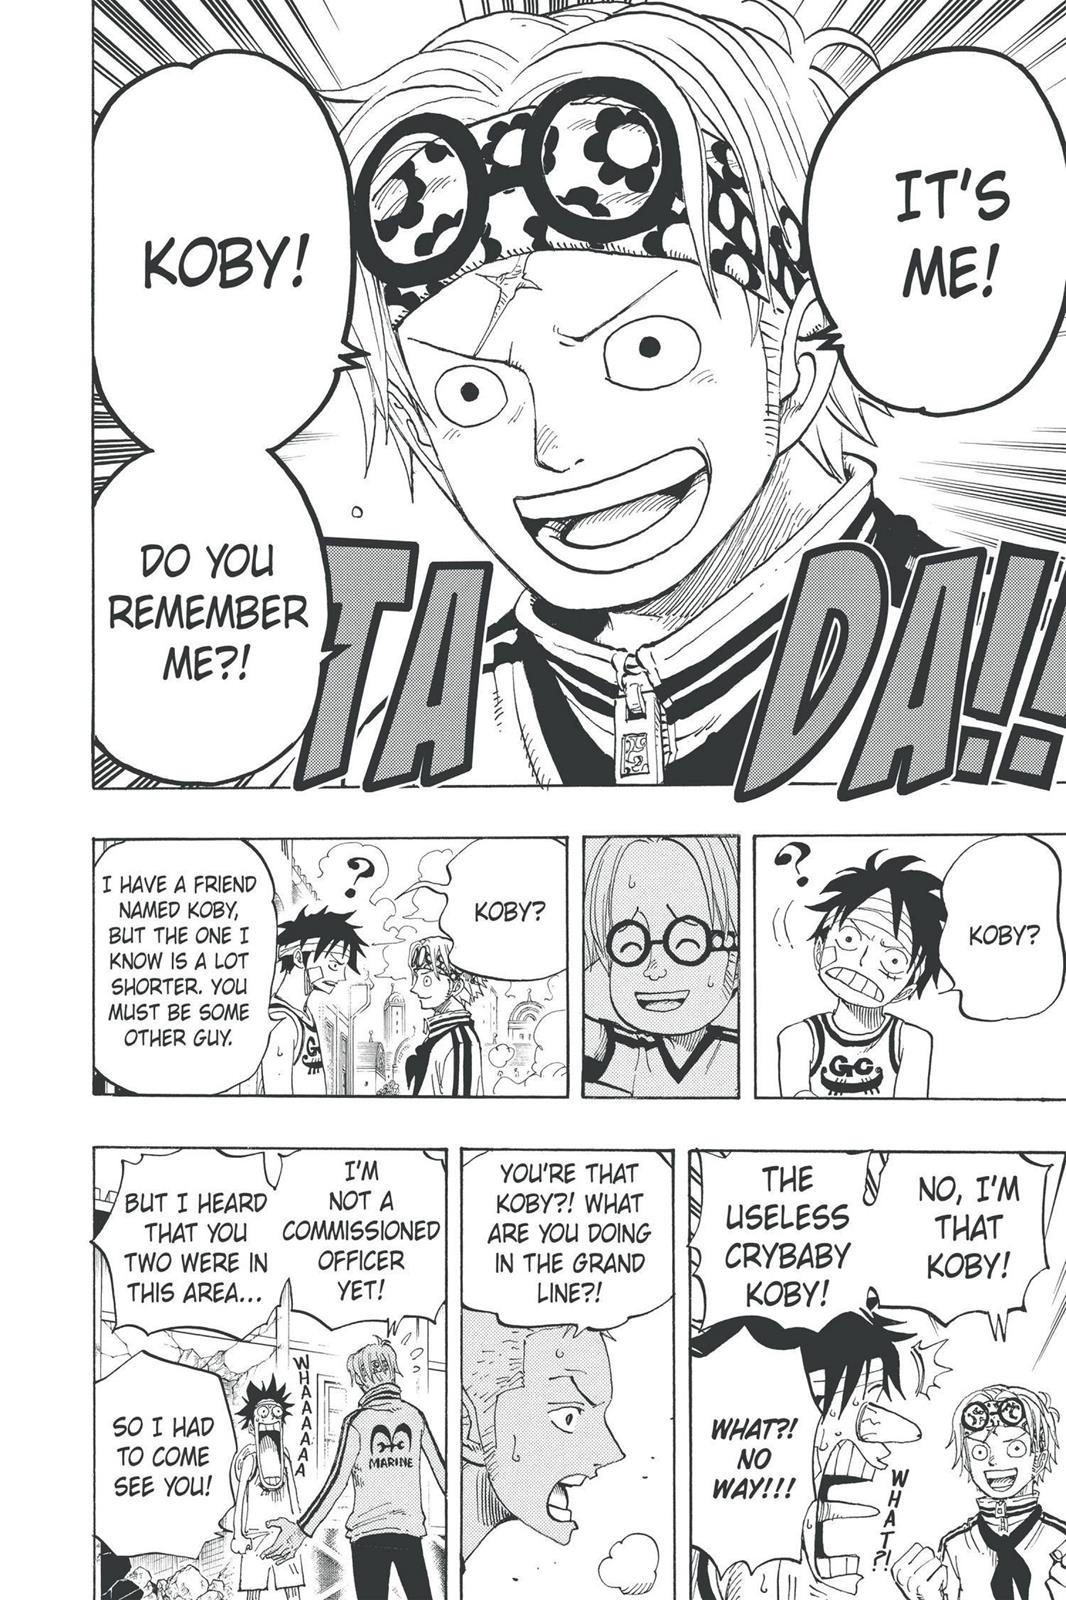 IT'S
ME!
KOBY!
DO YOU
REMEMBER
ME?!
TA DA!!
KOBY?
?
GC
KOBY?
?
I HAVE A FRIEND
NAMED KOBY,
BUT THE ONE I
KNOW IS A LOT
SHORTER. YOU
MUST BE SOME
OTHER GUY.
GC
NO, I'M
THAT
KOBY!
THE
USELESS
CRYBABY
KOBY!
WHAT?!
NO
WAY!!!
WHAT?!
YOU'RE THAT
KOBY?! WHAT
ARE YOU DOING
IN THE GRAND
LINE?!
I'M
NOT A
COMMISSIONED
OFFICER
YET!
BUT I HEARD
THAT YOU
TWO WERE IN
THIS AREA...
WHAAAAAA
MARINE
SO I HAD
TO COME
SEE YOU!